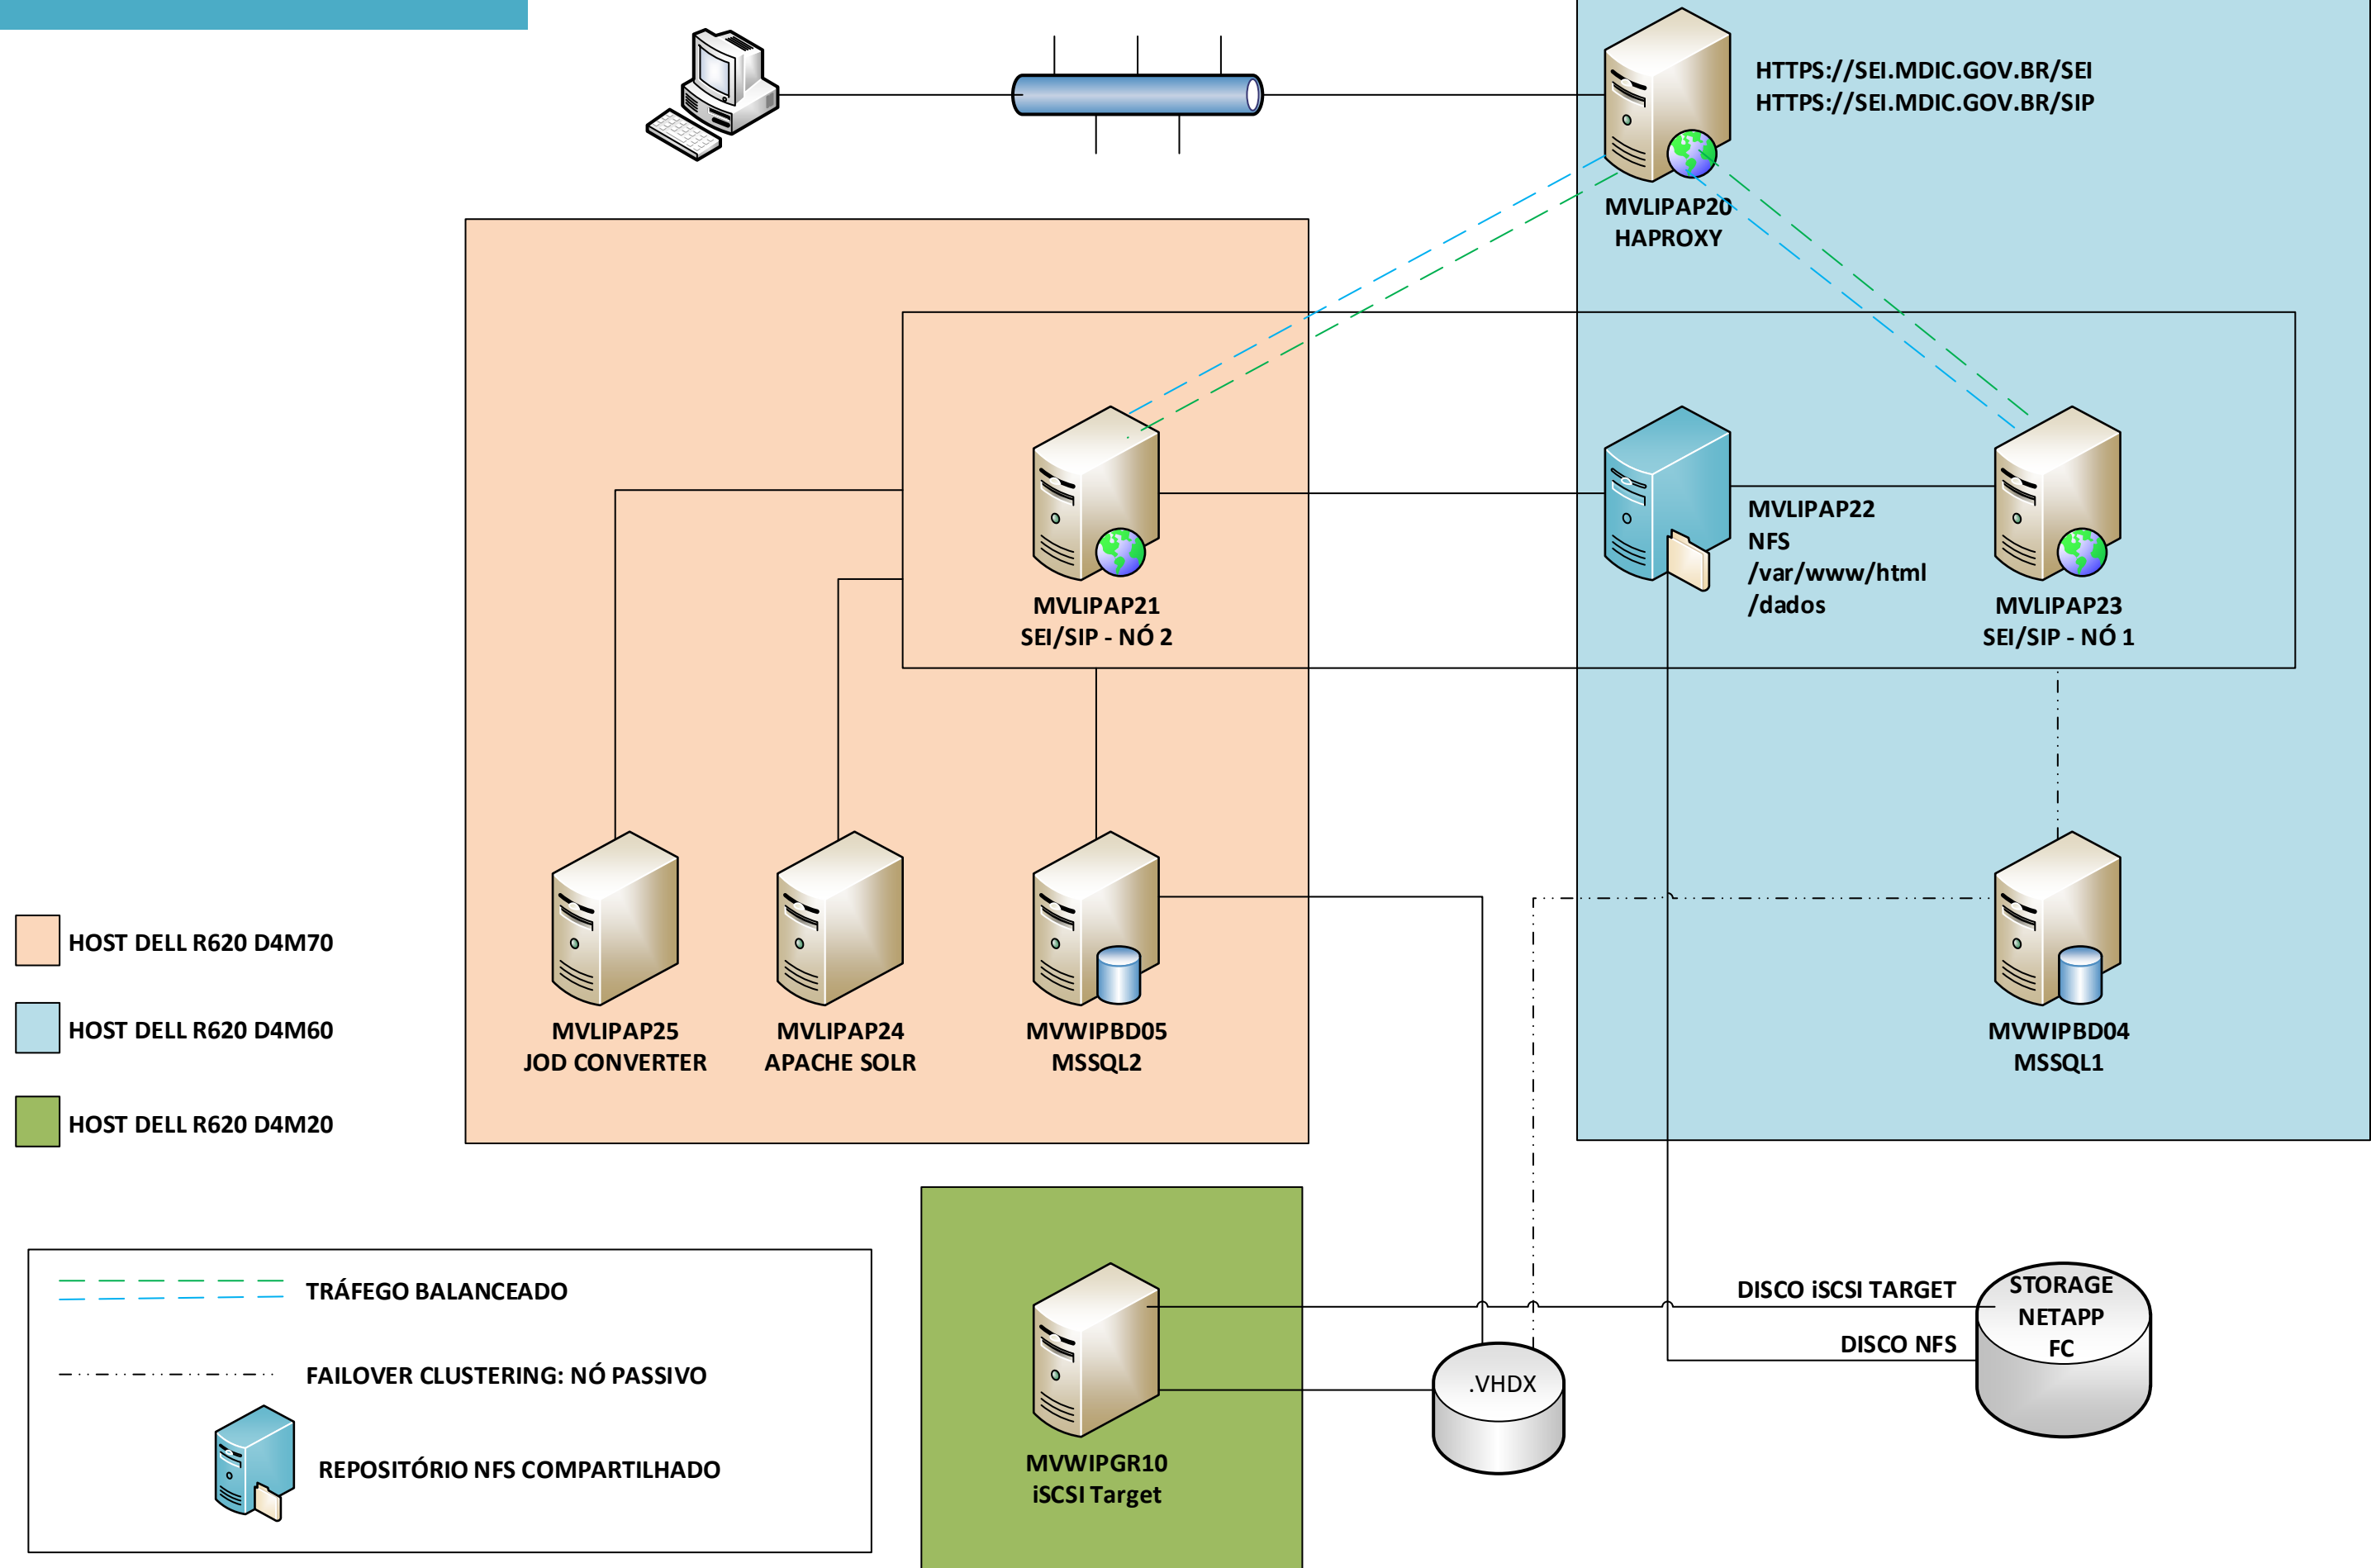 HTTPS://SEI.MDIC.GOV.BR/SEI
HTTPS://SEI.MDIC.GOV.BR/SIP
MVLIPAP20
HAPROXY
MVLIPAP21
SEI/SIP - NÓ 2
MVLIPAP22
NFS
/var/www/html
/dados
MVLIPAP23
SEI/SIP - NÓ 1
MVLIPAP25
JOD CONVERTER
MVLIPAP24
APACHE SOLR
MVWIPBD05
MSSQL2
MVWIPBD04
MSSQL1
HOST DELL R620 D4M70
HOST DELL R620 D4M60
HOST DELL R620 D4M20
TRÁFEGO BALANCEADO
FAILOVER CLUSTERING: NÓ PASSIVO
REPOSITÓRIO NFS COMPARTILHADO
MVWIPGR10
iSCSI Target
.VHDX
DISCO iSCSI TARGET
DISCO NFS
STORAGE
NETAPP
FC